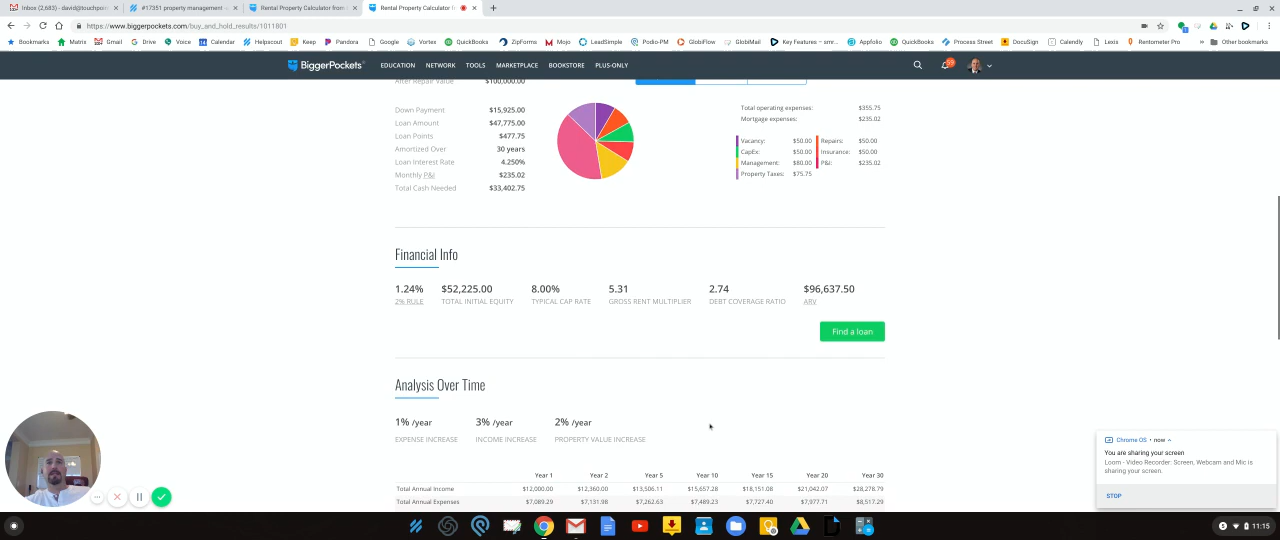 Inbox (2,683) - david@touchpoin
#17351 property management -
Rental Property Calculator from
Rental Property Calculator f
https://www.biggerpockets.com/buy_and_hold_results/1011801
Bookmarks Matrix Gmail Drive Voice Calendar Helpscout Keep Pandora Google Vortex QuickBooks ZipForms Mojo LeadSimple Podio-PM GlobiFlow GlobiMail Key Features – smr... Appfolio QuickBooks Process Street DocuSign Calendly Lexis Rentometer Pro » Other bookmarks
BiggerPockets EDUCATION NETWORK TOOLS MARKETPLACE BOOKSTORE PLUS-ONLY
After Repair Value $100,000.00
Down Payment $15,925.00
Loan Amount $47,775.00
Loan Points $477.75
Amortized Over 30 years
Loan Interest Rate 4.250%
Monthly P&I $235.02
Total Cash Needed $33,402.75
Total operating expenses: $355.75
Mortgage expenses: $235.02
Vacancy: $50.00 Repairs: $50.00
CapEx: $50.00 Insurance: $50.00
Management: $80.00 P&I: $235.02
Property Taxes: $75.75
Financial Info
1.24% $52,225.00 8.00% 5.31 2.74 $96,637.50
2% RULE TOTAL INITIAL EQUITY TYPICAL CAP RATE GROSS RENT MULTIPLIER DEBT COVERAGE RATIO ARV
Find a loan
Analysis Over Time
1% /year 3% /year 2% /year
EXPENSE INCREASE INCOME INCREASE PROPERTY VALUE INCREASE
Year 1 Year 2 Year 5 Year 10 Year 15 Year 20 Year 30
Total Annual Income $12,000.00 $12,360.00 $13,506.11 $15,657.28 $18,151.08 $21,042.07 $28,278.79
Total Annual Expenses $7,089.29 $7,131.98 $7,262.63 $7,489.23 $7,727.40 $7,977.71 $8,517.29
Chrome OS • now
You are sharing your screen
Loom - Video Recorder: Screen, Webcam and Mic is
sharing your screen.
STOP
11:15